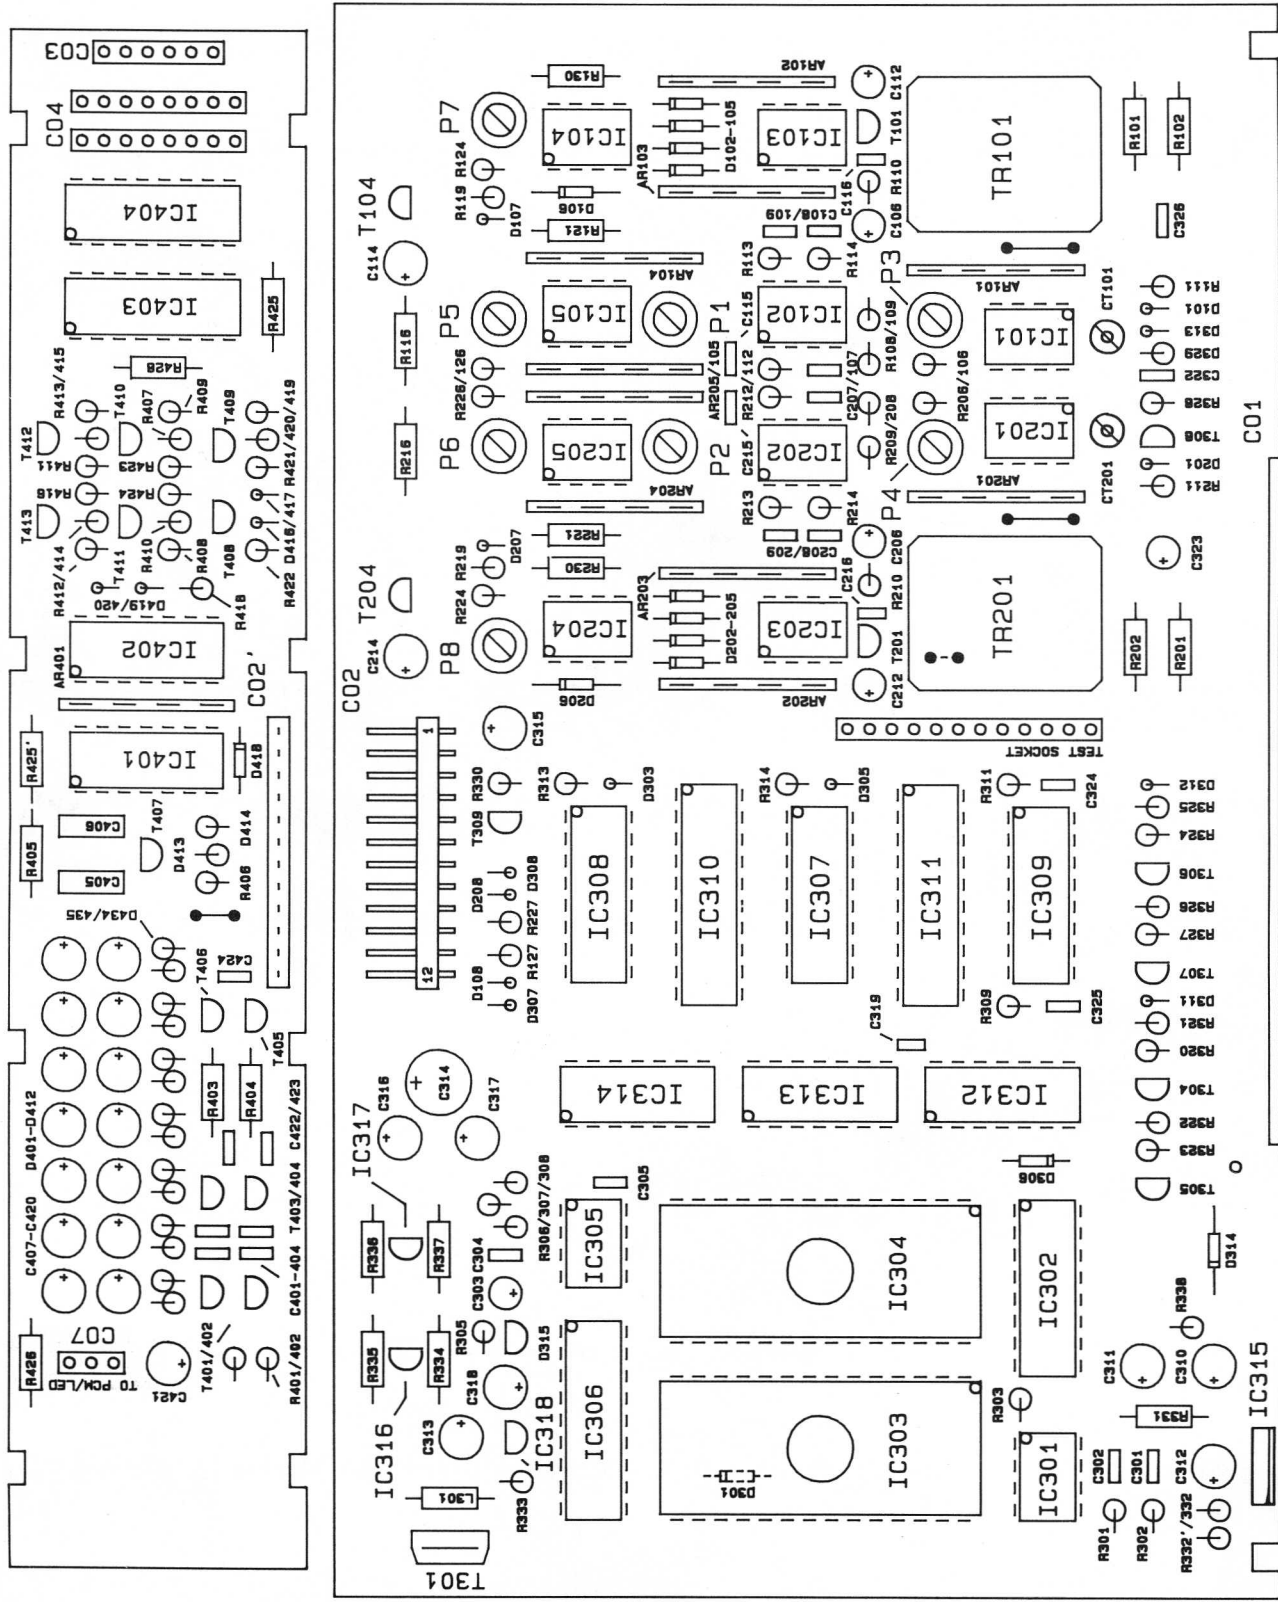 C03
C04
IC404
IC403
R425
R428
R413/415
T410
R407
R409
T409
T412
R411
R423
R421/420/419
R416
R424
T413
T411
R410
R408
T408
D416/417
R412/414
D419/420
R418
R422
AR401
IC402
C02'
IC401
R425'
D418
C406
T407
R405
C405
D413
D414
R406
D434/435
T406
C424
T405
D401-D412
R403
R404
C422/423
C407-C420
T403/404
C401-404
R426
C07
TO PCM/LED
C421
T401/402
R401/402
R130
AR102
C112
P7
IC104
D102-105
IC103
T101
TR101
R101
R102
R124
R119
D107
T104
D106
R121
AR103
C116
R110
C108/109
C106
C326
C114
AR104
R113
R114
P3
AR101
R116
P5
IC105
P1
C115
IC102
R108/109
IC101
CT101
R111
D101
D313
D329
C322
R328
R226/126
AR205/105
R212/112
C207/107
R206/106
R216
P6
IC205
P2
C215
IC202
R209/208
P4
IC201
CT201
T308
D201
R211
C01
AR204
R213
R214
AR201
R221
R230
D207
R219
R224
T204
C208/209
C206
C216
R210
AR203
C323
C214
P8
IC204
D202-205
IC203
T201
TR201
R202
R201
C02
D206
AR202
C212
1
C315
TEST SOCKET
R330
R313
D303
R314
D305
R311
C324
D312
R325
R324
T309
IC308
IC310
IC307
IC311
IC309
T306
D308
D208
R227
R127
R326
R327
12
D108
D307
T307
D311
R309
C325
C319
R321
R320
C316
C314
C317
IC317
IC314
IC313
IC312
T304
R322
R323
D306
T305
R306/307/308
C305
R336
R337
C304
IC305
IC304
IC302
D314
C303
R305
R335
R334
D315
R338
C318
IC306
C311
C310
IC315
IC316
C313
IC318
R303
R331
IC303
D301
IC301
C302
C301
C312
L301
R333
R301
R302
R332'/332
T301